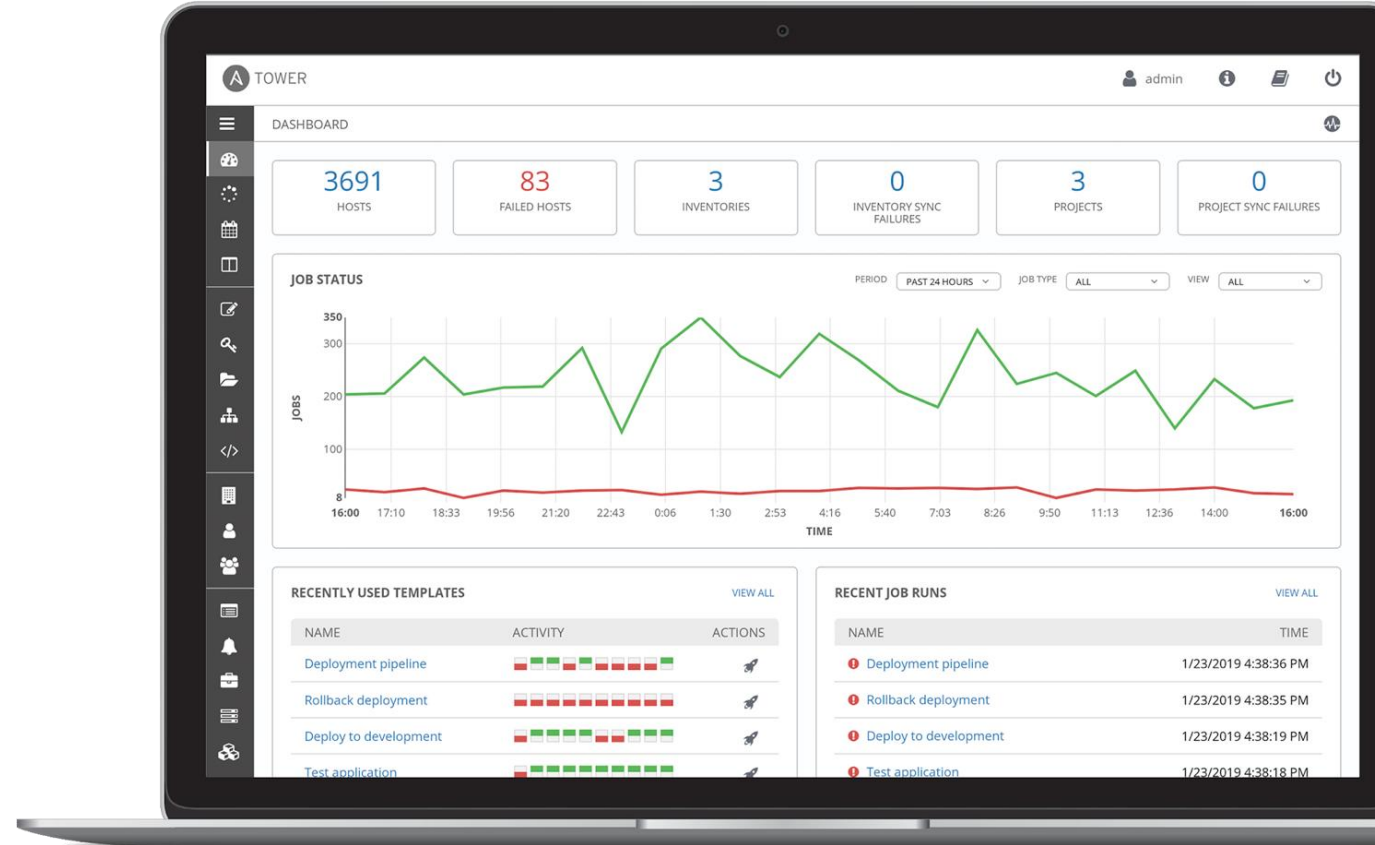 A TOWER
admin
DASHBOARD
3691
HOSTS
83
FAILED HOSTS
3
INVENTORIES
0
INVENTORY SYNC
FAILURES
3
PROJECTS
0
PROJECT SYNC FAILURES
JOB STATUS
PERIOD PAST 24 HOURS JOB TYPE ALL VIEW ALL
350
300
200
100
8
JOBS
16:00 17:10 18:33 19:56 21:20 22:43 0:06 1:30 2:53 4:16 5:40 7:03 8:26 9:50 11:13 12:36 14:00 16:00
TIME
RECENTLY USED TEMPLATES VIEW ALL
NAME ACTIVITY ACTIONS
Deployment pipeline
Rollback deployment
Deploy to development
Test application
RECENT JOB RUNS VIEW ALL
NAME TIME
Deployment pipeline 1/23/2019 4:38:36 PM
Rollback deployment 1/23/2019 4:38:35 PM
Deploy to development 1/23/2019 4:38:19 PM
Test application 1/23/2019 4:38:18 PM